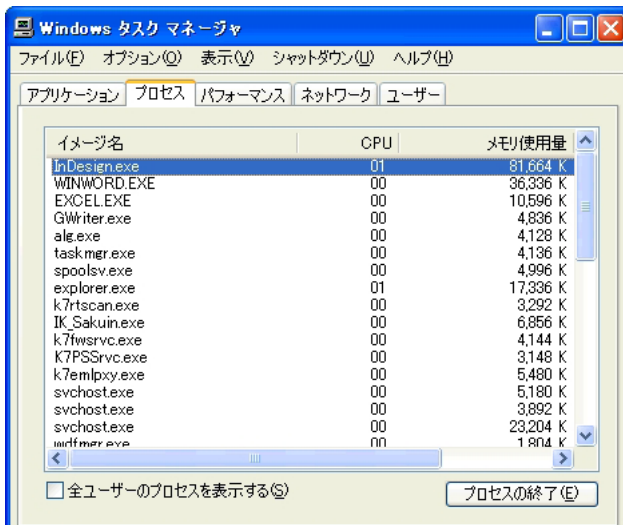 Windows タスク マネージャ
ファイル(F) オプション(O) 表示(V) シャットダウン(U) ヘルプ(H)
アプリケーション プロセス パフォーマンス ネットワーク ユーザー
イメージ名 CPU メモリ使用量
InDesign.exe 01 81,664 K
WINWORD.EXE 00 36,336 K
EXCEL.EXE 00 10,596 K
GWriter.exe 00 4,836 K
alg.exe 00 4,128 K
taskmgr.exe 00 4,136 K
spoolsv.exe 00 4,996 K
explorer.exe 01 17,336 K
k7rtscan.exe 00 3,292 K
IK_Sakuin.exe 00 6,856 K
k7fwsrvc.exe 00 4,144 K
K7PSSrvc.exe 00 3,148 K
k7emlpxy.exe 00 5,480 K
svchost.exe 00 5,180 K
svchost.exe 00 3,892 K
svchost.exe 00 23,204 K
wdfmgr.exe 00 1,804 K
全ユーザーのプロセスを表示する(S) プロセスの終了(E)